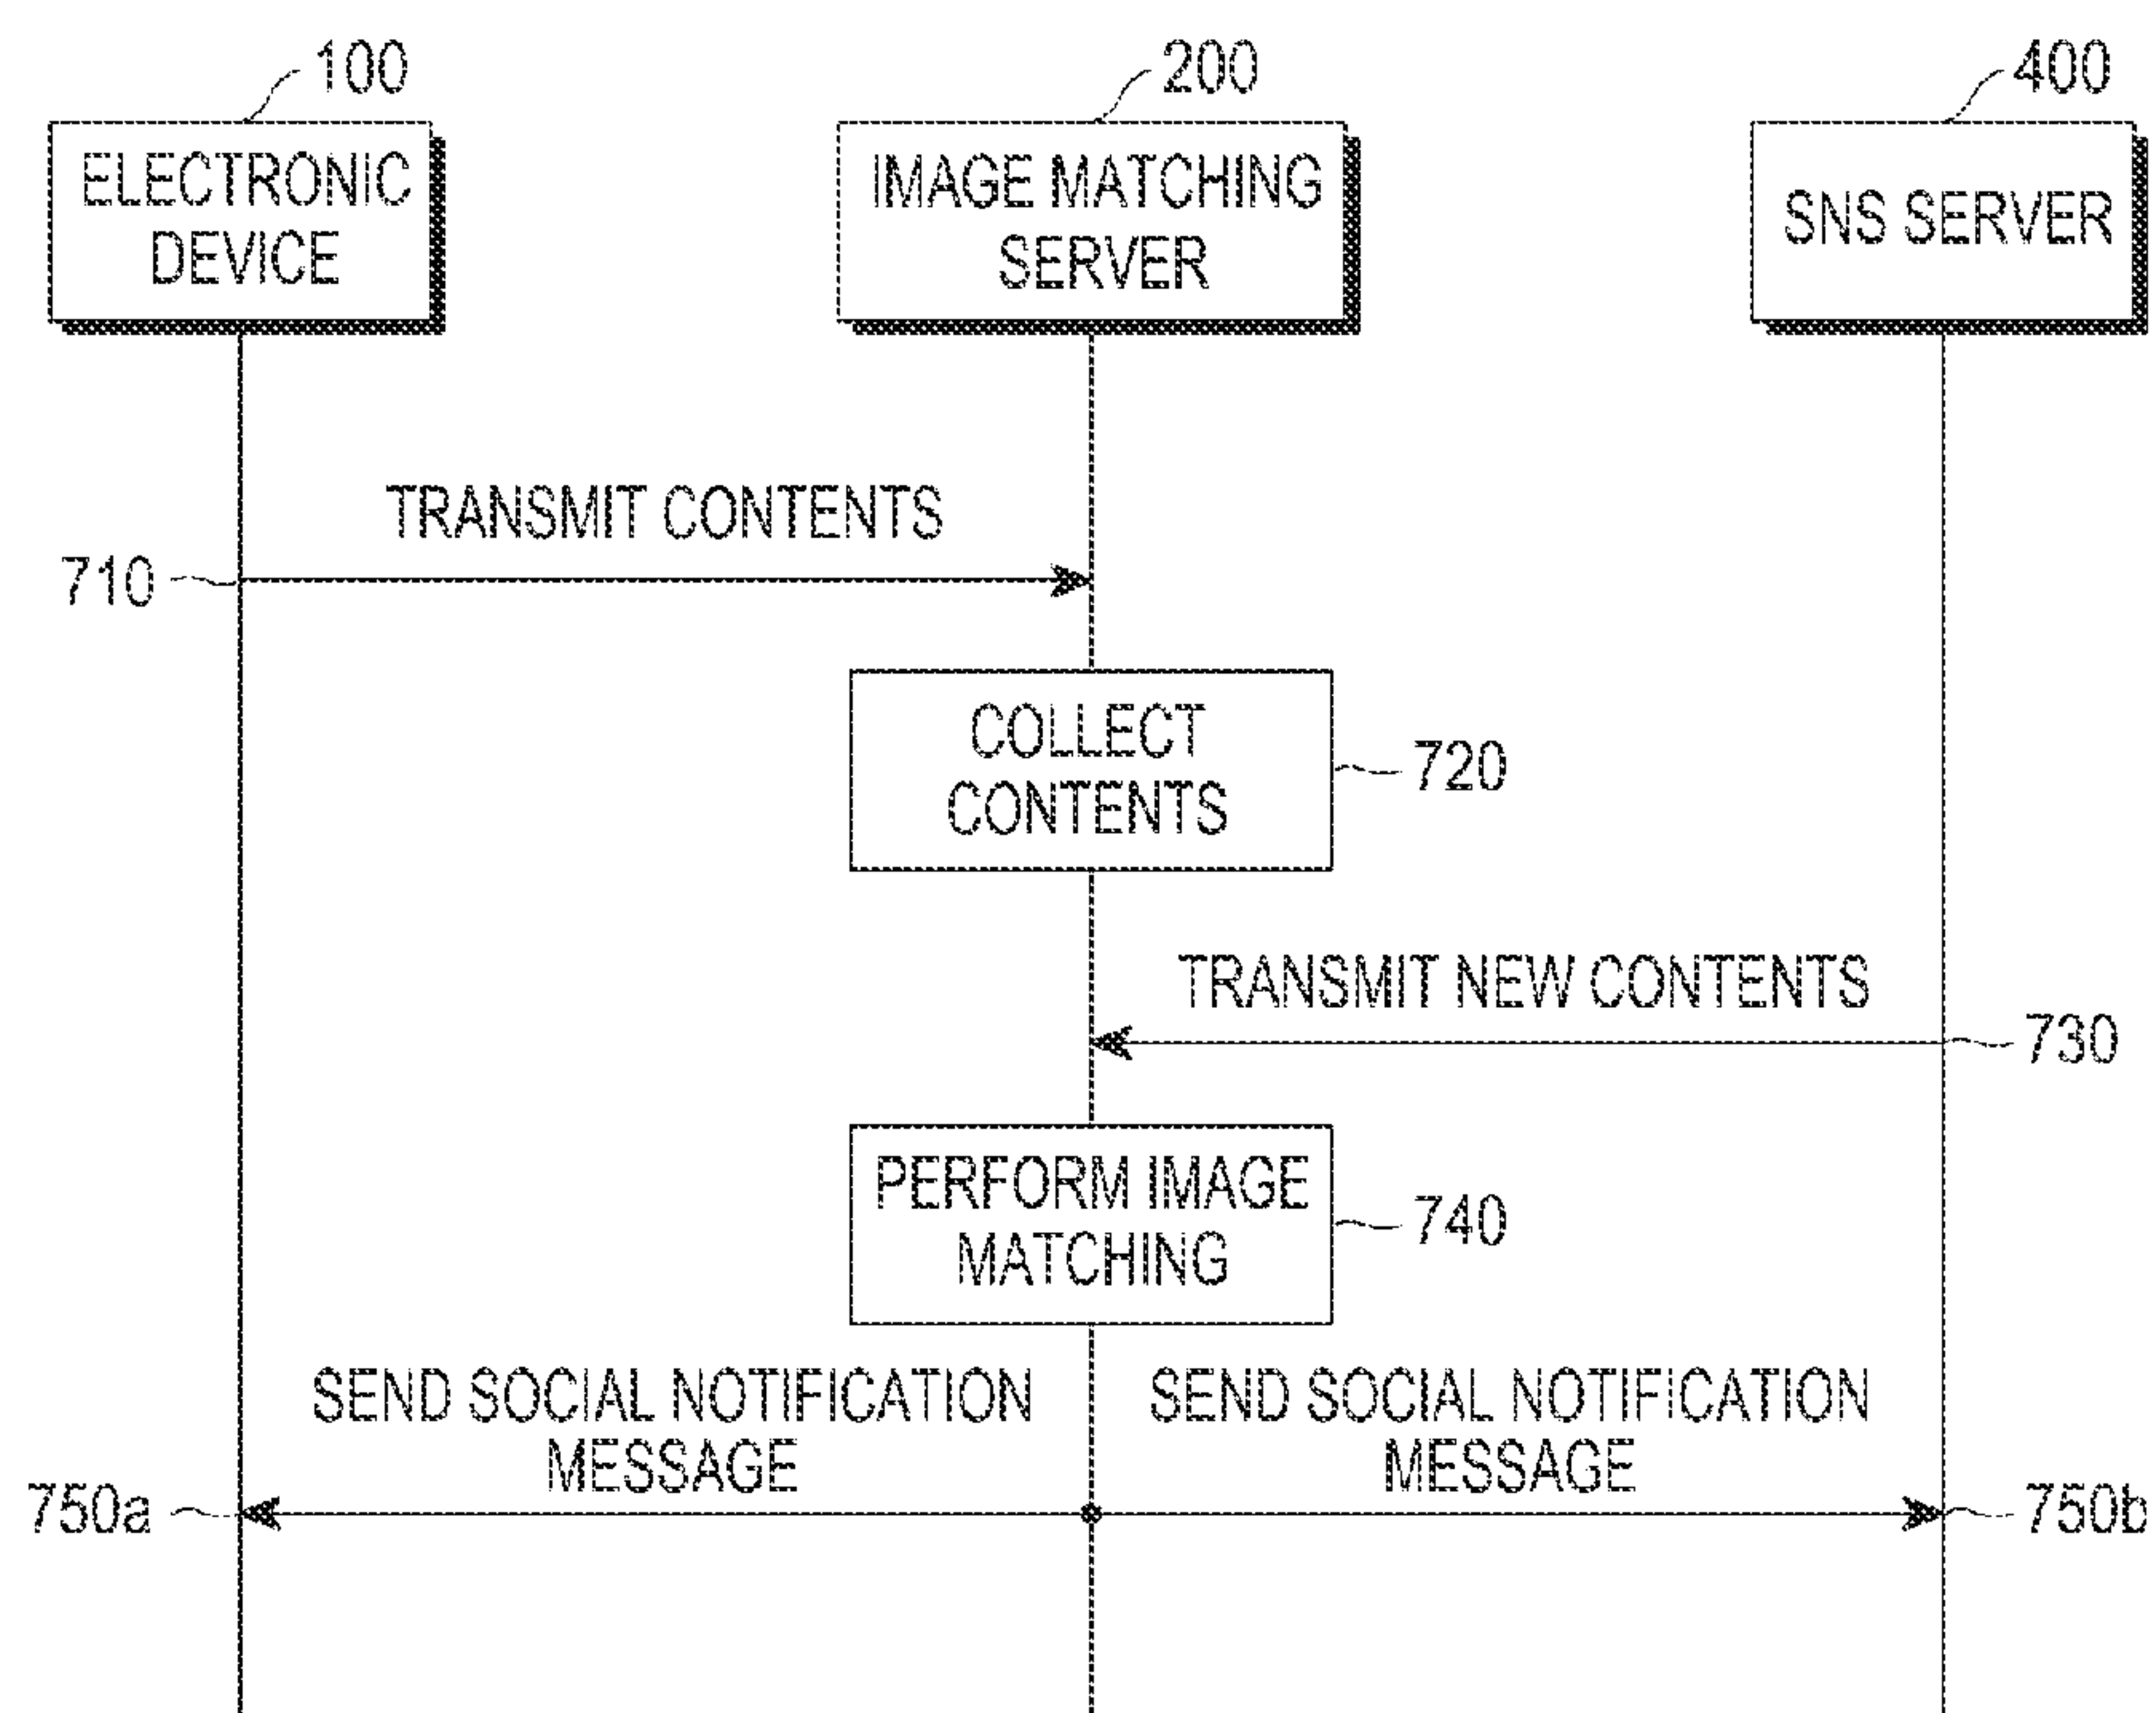 100
200
400
ELECTRONIC
DEVICE
IMAGE MATCHING
SERVER
SNS SERVER
TRANSMIT CONTENTS
710
COLLECT
CONTENTS
720
TRANSMIT NEW CONTENTS
730
PERFORM IMAGE
MATCHING
740
SEND SOCIAL NOTIFICATION
MESSAGE
SEND SOCIAL NOTIFICATION
MESSAGE
750a
750b